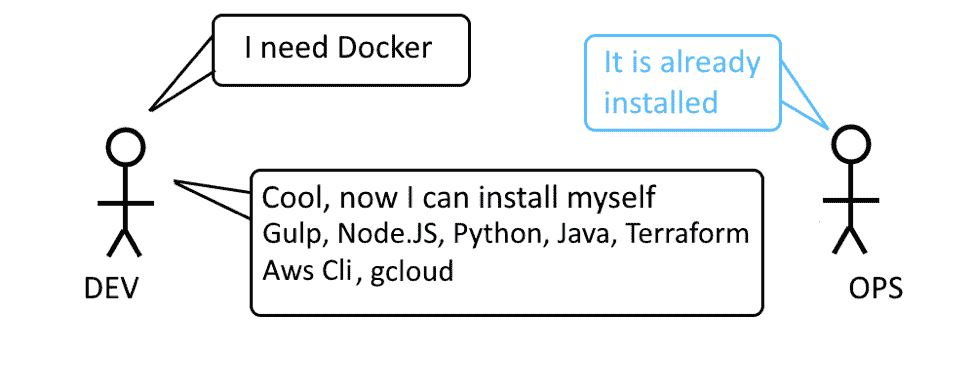 I need Docker
It is already
installed
Cool, now I can install myself
Gulp, Node.JS, Python, Java, Terraform
Aws Cli, gcloud
DEV
OPS